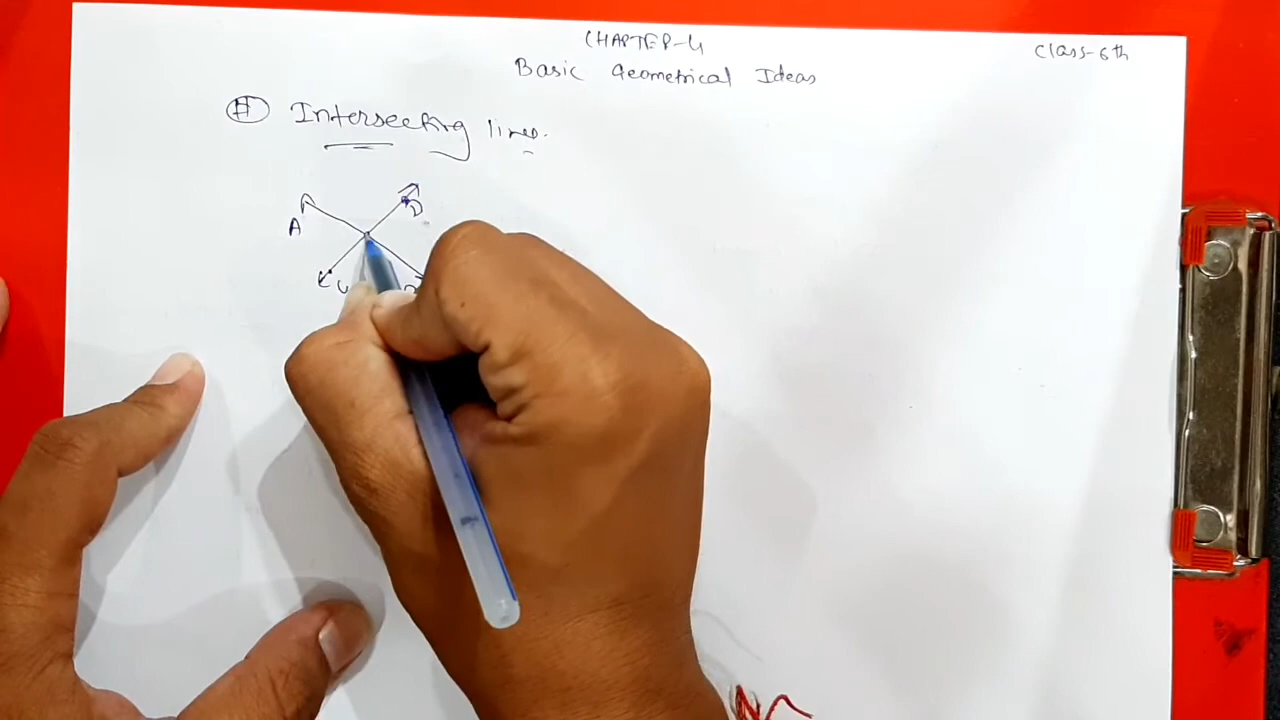 CHAPTER-4
Class-6th
Basic Geometrical Ideas
# Intersecting lines.
A
D